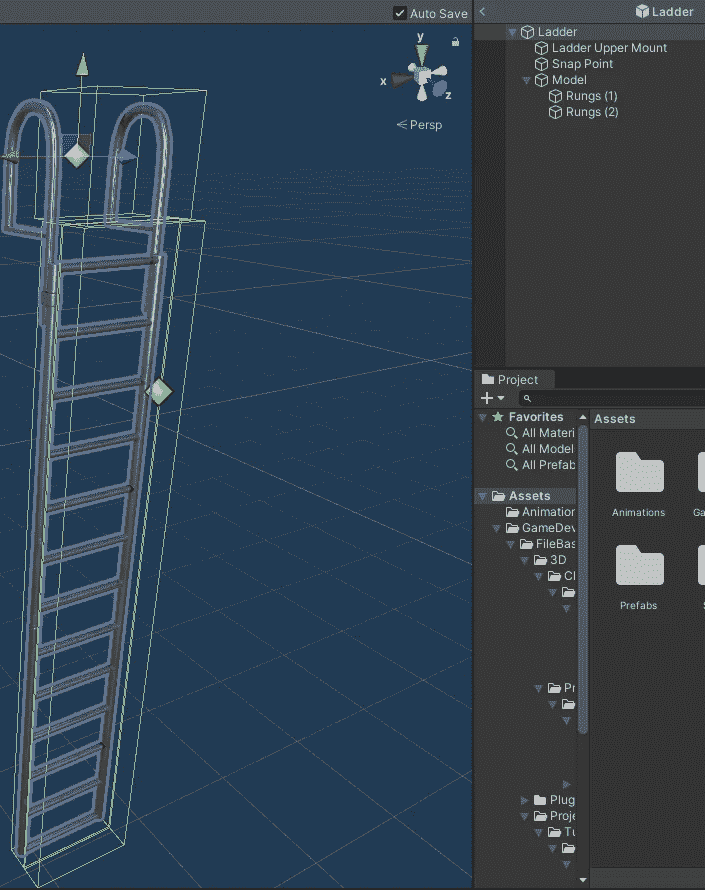 Auto Save
Ladder
y
x
z
Persp
Ladder
Ladder Upper Mount
Snap Point
Model
Rungs (1)
Rungs (2)
Project
Favorites
All Materi
All Model
All Prefab
Assets
Assets
Animation
GameDev
FileBas
3D
Cl
Pr
Plug
Proje
Tu
Animations
Ga
Prefabs
S